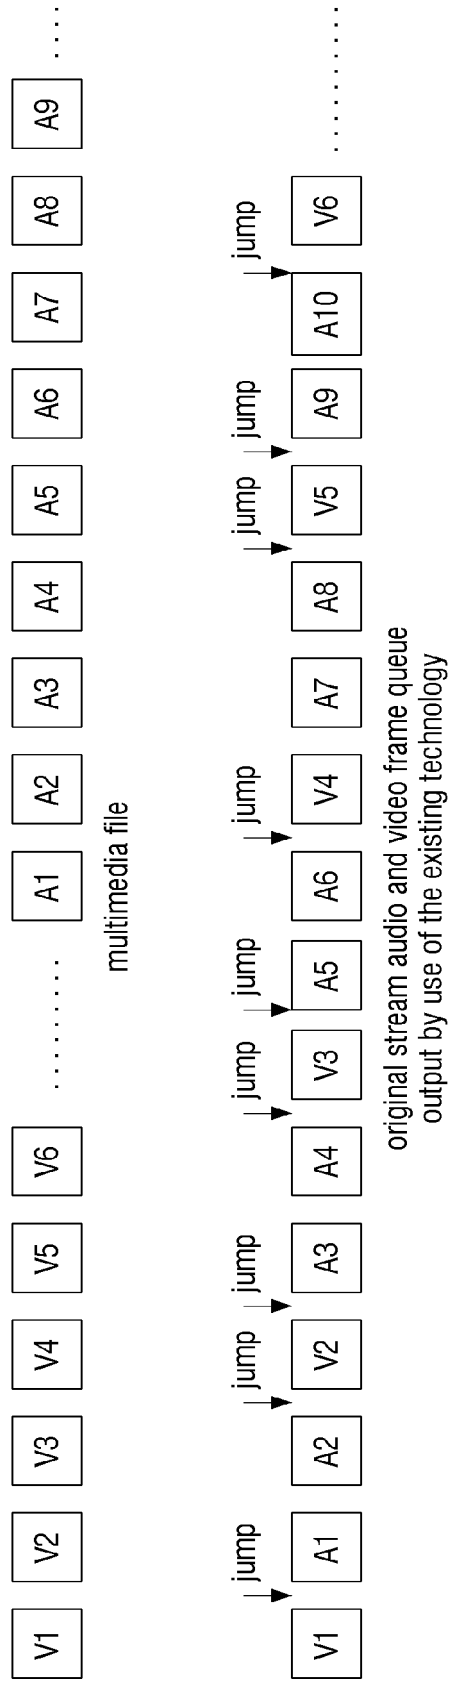 V1 V2 V3 V4 V5 V6 .......... A1 A2 A3 A4 A5 A6 A7 A8 A9 ....
multimedia file
jump jump jump jump jump jump jump jump jump
V1 A1 A2 V2 A3 A4 V3 A5 A6 V4 A7 A8 V5 A9 A10 V6 ..........
original stream audio and video frame queue
output by use of the existing technology